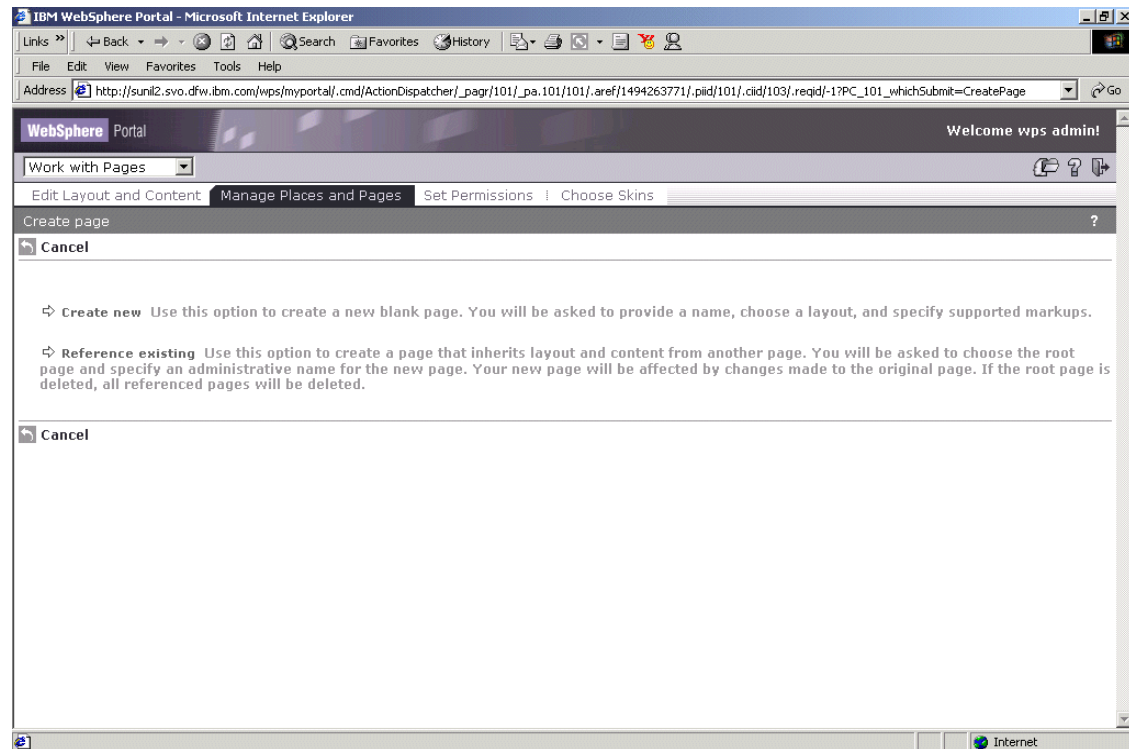 IBM WebSphere Portal - Microsoft Internet Explorer
Links » Back Search Favorites History
File Edit View Favorites Tools Help
Address http://sunil2.svo.dfw.ibm.com/wps/myportal/.cmd/ActionDispatcher/_pagr/101/_pa.101/101/.aref/1494263771/.piid/101/.ciid/103/.reqid/-1?PC_101_whichSubmit=CreatePage Go
WebSphere Portal Welcome wps admin!
Work with Pages ?
Edit Layout and Content Manage Places and Pages Set Permissions Choose Skins
Create page ?
Cancel
Create new Use this option to create a new blank page. You will be asked to provide a name, choose a layout, and specify supported markups.
Reference existing Use this option to create a page that inherits layout and content from another page. You will be asked to choose the root
page and specify an administrative name for the new page. Your new page will be affected by changes made to the original page. If the root page is
deleted, all referenced pages will be deleted.
Cancel
Internet